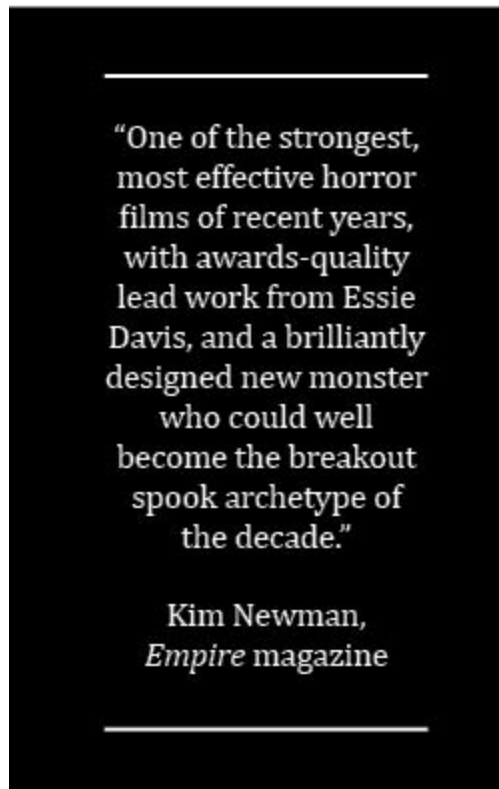 “One of the strongest,
most effective horror
films of recent years,
with awards-quality
lead work from Essie
Davis, and a brilliantly
designed new monster
who could well
become the breakout
spook archetype of
the decade.”
Kim Newman,
Empire magazine